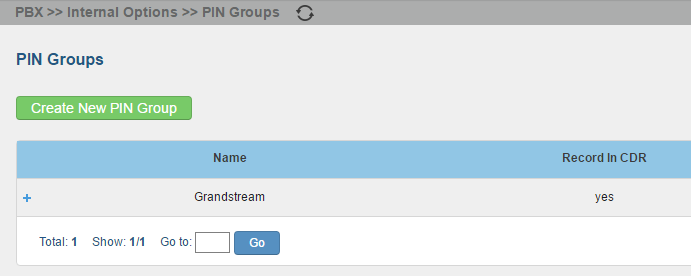 PBX >> Internal Options >> PIN Groups
PIN Groups
Create New PIN Group
Name Record In CDR
+ Grandstream yes
Total: 1 Show: 1/1 Go to: Go